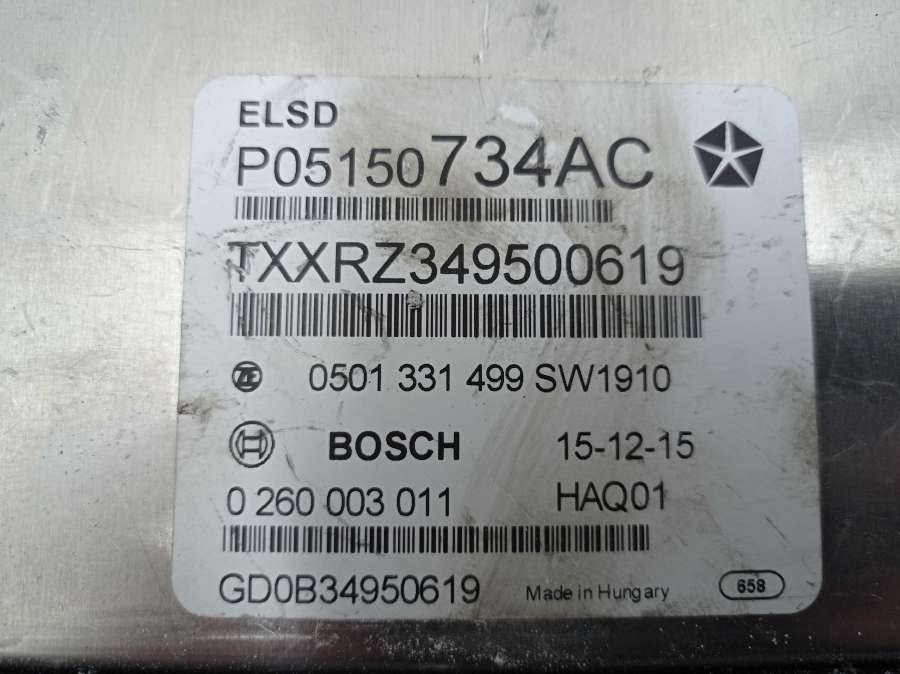 ELSD
P05150734AC
TXXRZ349500619
ZF 0501 331 499 SW1910
BOSCH 15-12-15
0 260 003 011 HAQ01
GD0B34950619 Made in Hungary 658